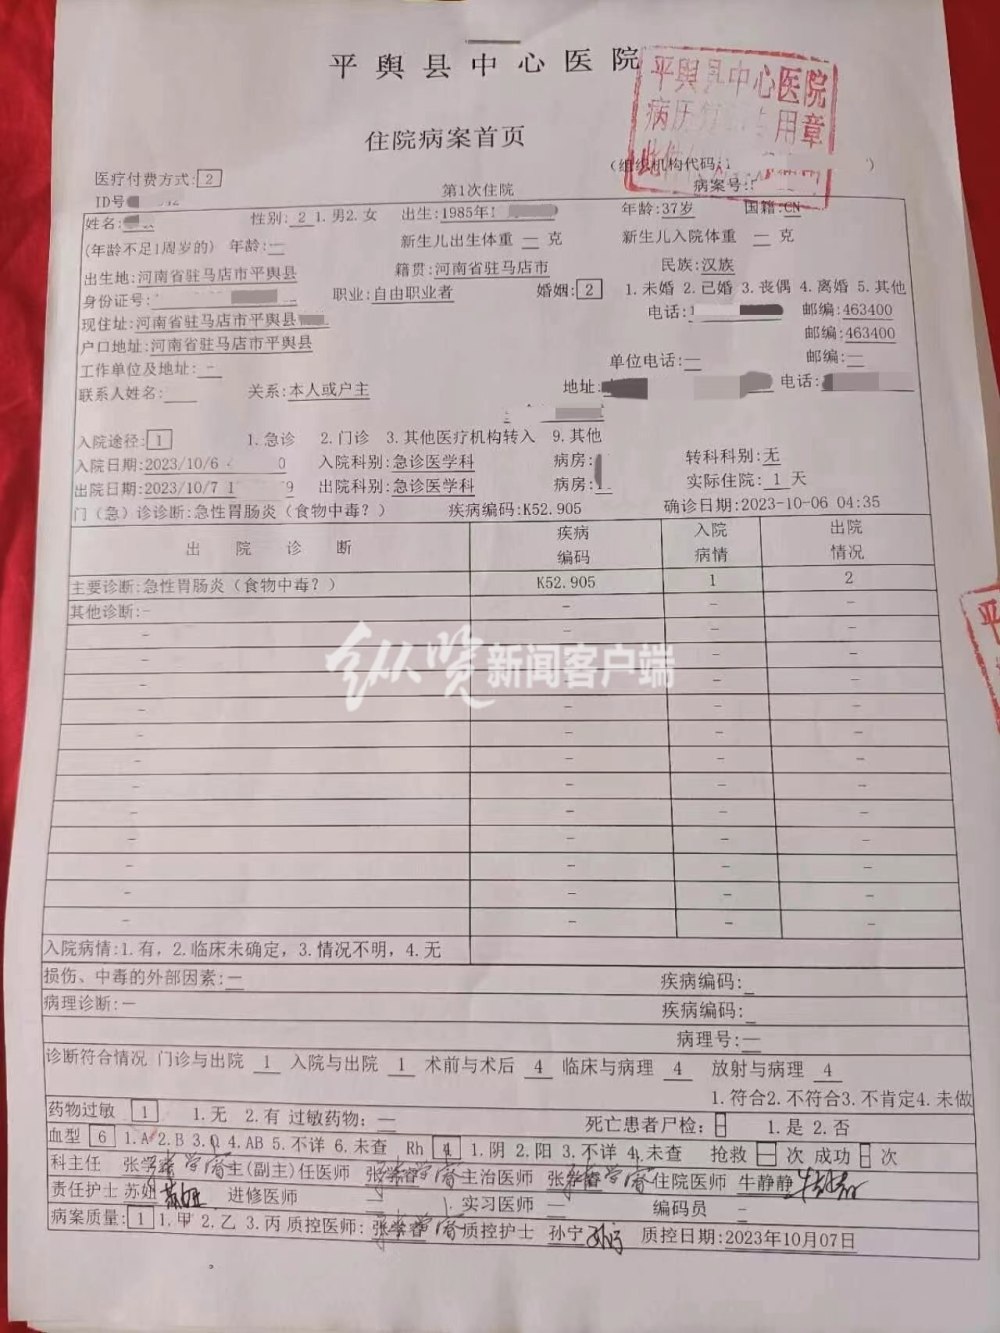 平舆县中心医院
平舆县中心医院
病历 用章
住院病案首页
(组织机构代码: )
医疗付费方式: 2
ID号
第1次住院
病案号:
姓名: 性别: 2 1.男2.女 出生:1985年1 年龄:37岁 国籍:CN
(年龄不足1周岁的) 年龄:— 新生儿出生体重 — 克 新生儿入院体重 — 克
出生地:河南省驻马店市平舆县 籍贯:河南省驻马店市 民族:汉族
身份证号: 职业:自由职业者 婚姻: 2 1.未婚 2.已婚 3.丧偶 4.离婚 5.其他
现住址:河南省驻马店市平舆县 电话:1 邮编:463400
户口地址:河南省驻马店市平舆县 邮编:463400
工作单位及地址: — 单位电话:— 邮编:—
联系人姓名: 关系:本人或户主 地址: 电话:
入院途径: 1 1.急诊 2.门诊 3.其他医疗机构转入 9.其他
入院日期:2023/10/6 0 入院科别:急诊医学科 病房: 转科科别:无
出院日期:2023/10/7 1 9 出院科别:急诊医学科 病房: 实际住院: 1 天
门(急)诊诊断:急性胃肠炎(食物中毒?) 疾病编码:K52.905 确诊日期:2023-10-06 04:35
出 院 诊 断 疾病编码 入院病情 出院情况
主要诊断:急性胃肠炎(食物中毒?) K52.905 1 2
其他诊断:- - - -
- - - -
- - - -
- - - -
纵览新闻客户端
- - - -
- - - -
- - - -
- - - -
- - - -
- - - -
- - - -
- - - -
- - - -
入院病情:1.有,2.临床未确定,3.情况不明,4.无
损伤、中毒的外部因素:— 疾病编码:_
病理诊断:— 疾病编码:_
病理号:—
诊断符合情况 门诊与出院 1 入院与出院 1 术前与术后 4 临床与病理 4 放射与病理 4
1.符合2.不符合3.不肯定4.未做
药物过敏 1 1.无 2.有 过敏药物: — 死亡患者尸检: - 1.是 2.否
血型 6 1.A 2.B 3.O 4.AB 5.不详 6.未查 Rh 4 1.阴 2.阳 3.不详 4.未查 抢救 — 次 成功 - 次
科主任 张学睿 主(副主)任医师 张学睿 主治医师 张学睿 住院医师 牛静静
责任护士 苏妞 进修医师 — 实习医师 — 编码员 -
病案质量: 1 1.甲 2.乙 3.丙 质控医师: 张学睿 质控护士 孙宁 质控日期:2023年10月07日